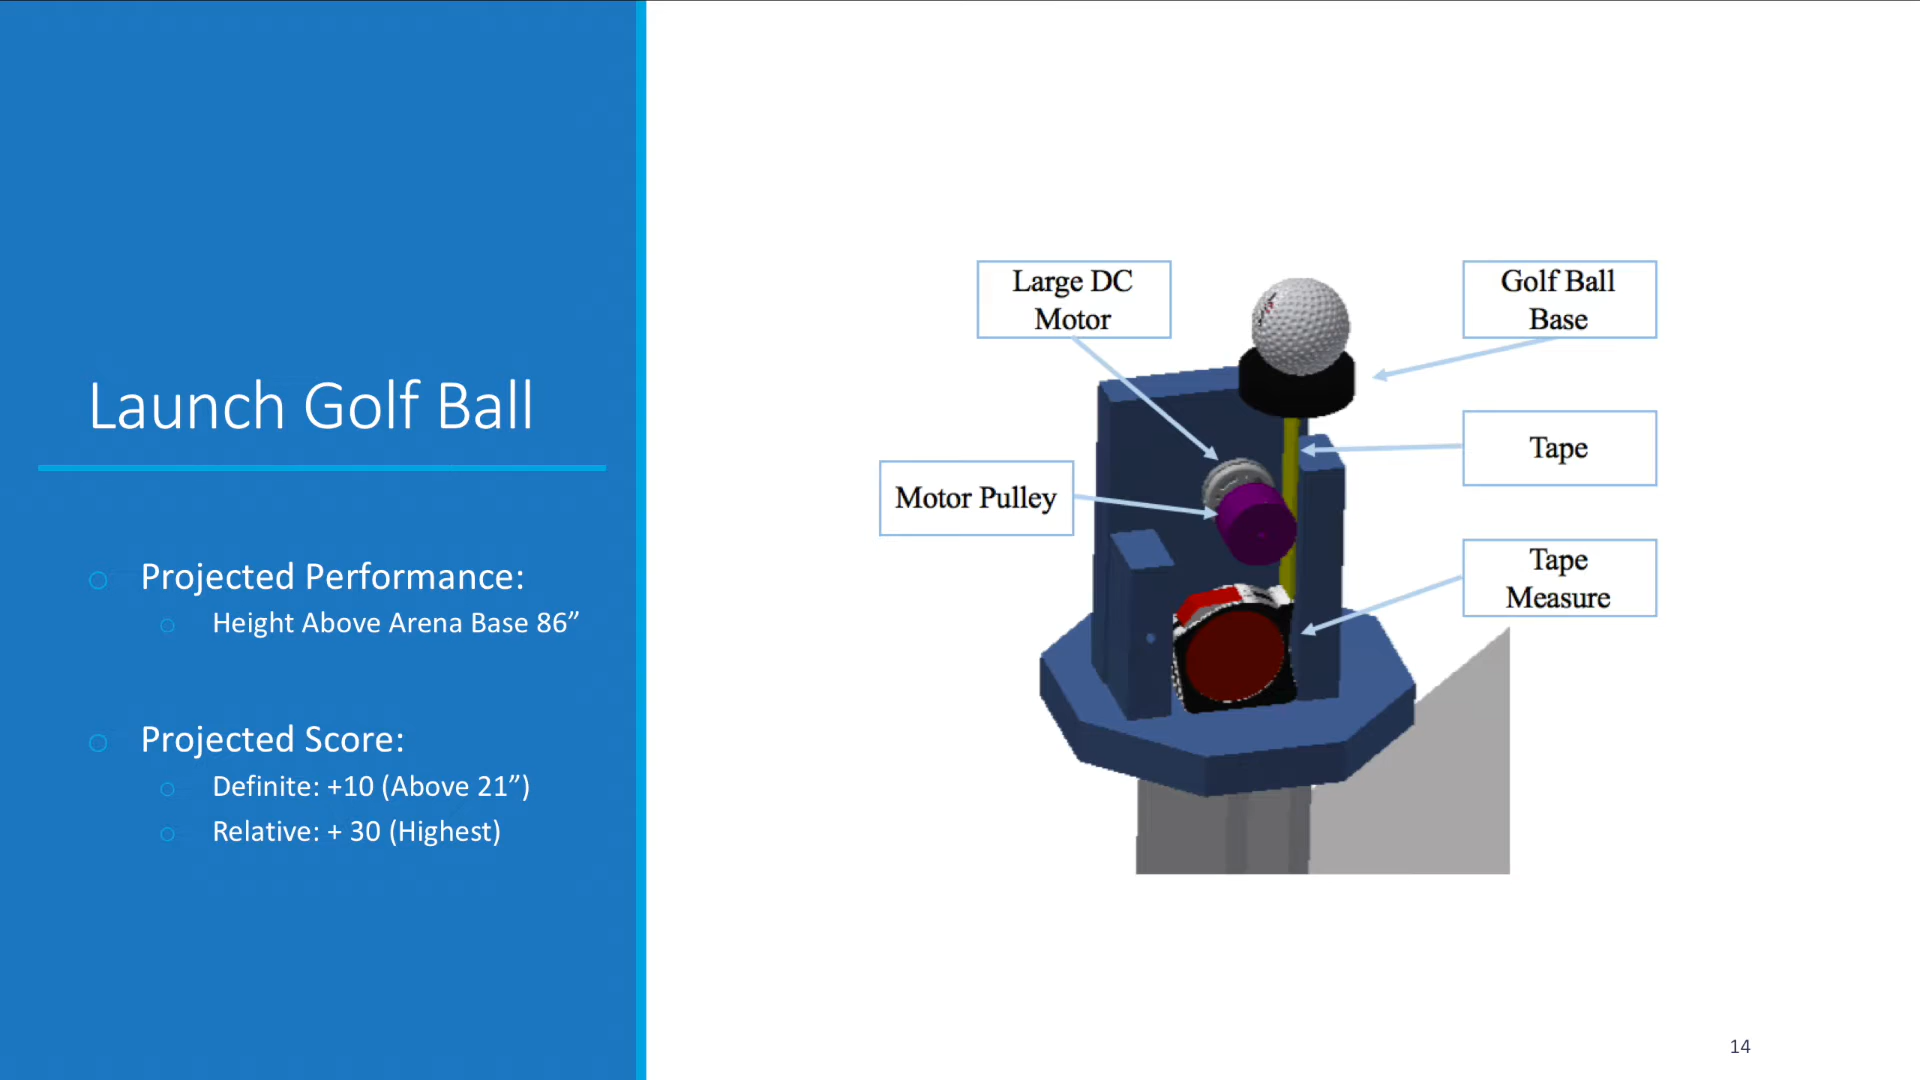 Launch Golf Ball
Projected Performance:
Height Above Arena Base 86”
Projected Score:
Definite: +10 (Above 21”)
Relative: + 30 (Highest)
Large DC
Motor
Golf Ball
Base
Tape
Motor Pulley
Tape
Measure
14